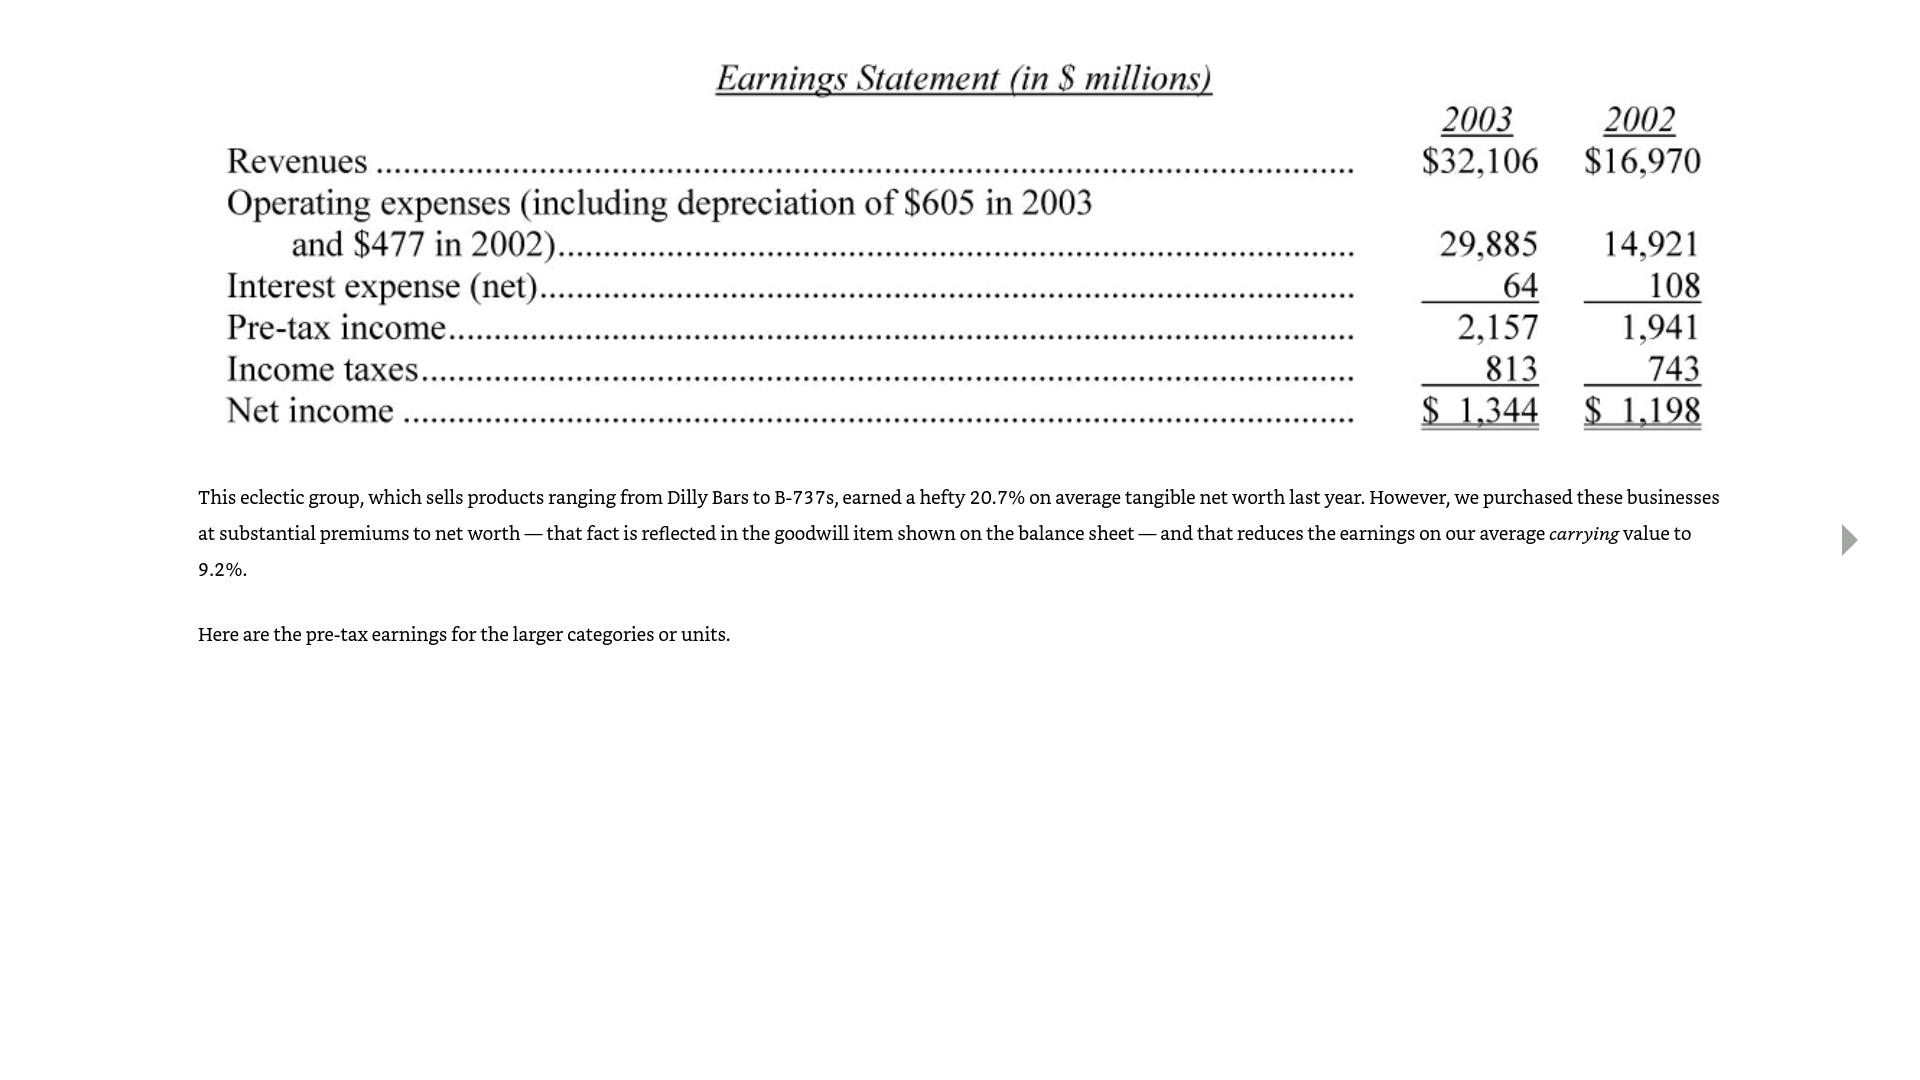 Earnings Statement (in $ millions)
2003 2002
Revenues ............................................................ $32,106 $16,970
Operating expenses (including depreciation of $605 in 2003
and $477 in 2002)............................................................ 29,885 14,921
Interest expense (net)............................................................ 64 108
Pre-tax income............................................................ 2,157 1,941
Income taxes............................................................ 813 743
Net income ............................................................ $ 1,344 $ 1,198
This eclectic group, which sells products ranging from Dilly Bars to B-737s, earned a hefty 20.7% on average tangible net worth last year. However, we purchased these businesses
at substantial premiums to net worth — that fact is reflected in the goodwill item shown on the balance sheet — and that reduces the earnings on our average carrying value to
9.2%.
Here are the pre-tax earnings for the larger categories or units.